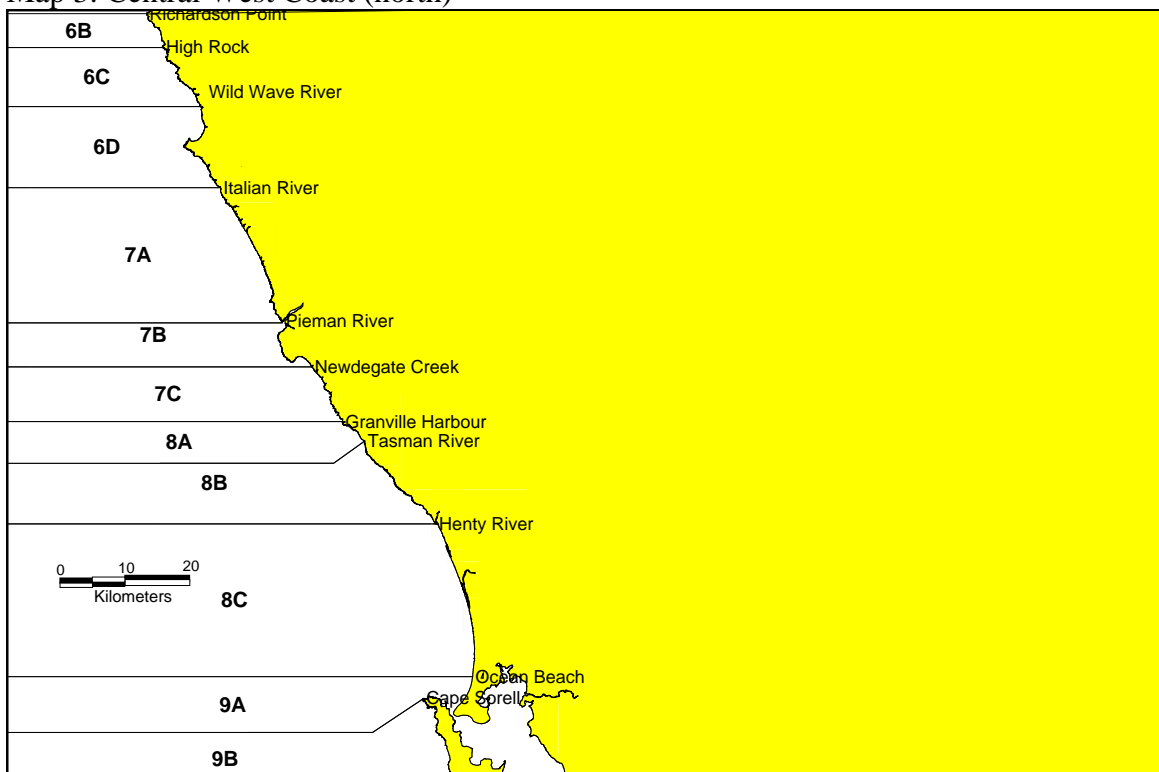 Map 3: Central West Coast (north)
Richardson Point
6B
High Rock
6C
Wild Wave River
6D
Italian River
7A
Pieman River
7B
Newdegate Creek
7C
Granville Harbour
8A
Tasman River
8B
Henty River
0 10 20
Kilometers
8C
Ocean Beach
Cape Sorell
9A
9B